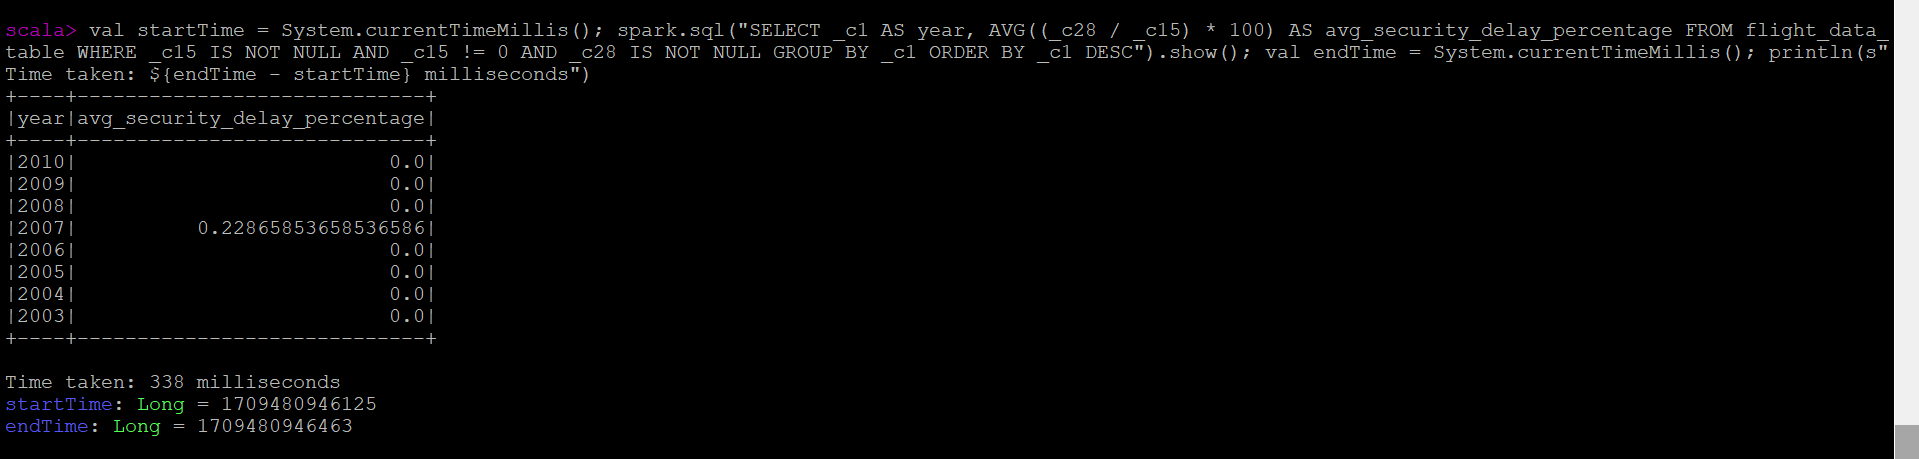 scala> val startTime = System.currentTimeMillis(); spark.sql("SELECT _c1 AS year, AVG((_c28 / _c15) * 100) AS avg_security_delay_percentage FROM flight_data_
table WHERE _c15 IS NOT NULL AND _c15 != 0 AND _c28 IS NOT NULL GROUP BY _c1 ORDER BY _c1 DESC").show(); val endTime = System.currentTimeMillis(); println(s"
Time taken: ${endTime - startTime} milliseconds")
+----+-----------------------------+
|year|avg_security_delay_percentage|
+----+-----------------------------+
|2010|                          0.0|
|2009|                          0.0|
|2008|                          0.0|
|2007|          0.22865853658536586|
|2006|                          0.0|
|2005|                          0.0|
|2004|                          0.0|
|2003|                          0.0|
+----+-----------------------------+
Time taken: 338 milliseconds
startTime: Long = 1709480946125
endTime: Long = 1709480946463